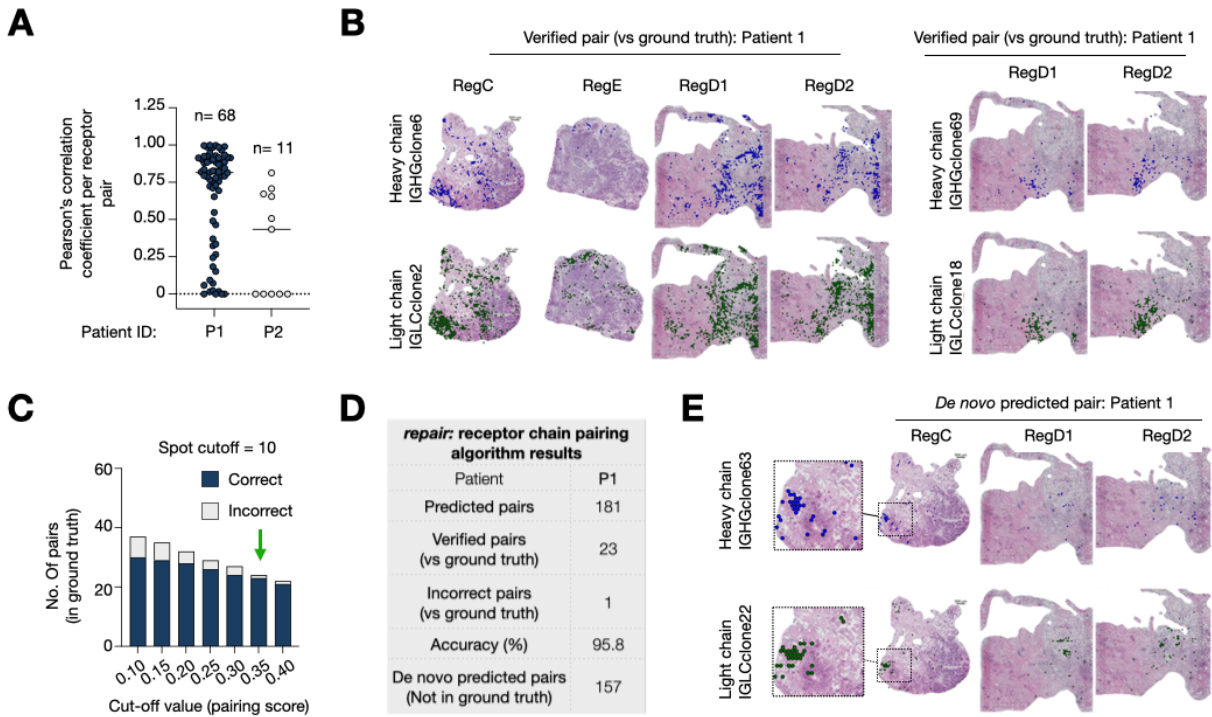 A
1.25
1.00
0.75
0.50
0.25
0
n= 68
n= 11
Pearson's correlation
coefficient per receptor
pair
Patient ID:
P1
P2
B
Verified pair (vs ground truth): Patient 1
RegC
RegE
RegD1
RegD2
Heavy chain
IGHGclone6
Light chain
IGLCclone2
Verified pair (vs ground truth): Patient 1
RegD1
RegD2
Heavy chain
IGHGclone69
Light chain
IGLCclone18
C
Spot cutoff = 10
Correct
Incorrect
60
40
20
0
No. Of pairs
(in ground truth)
0.10
0.15
0.20
0.25
0.30
0.35
0.40
Cut-off value (pairing score)
D
repair: receptor chain pairing
algorithm results
Patient
P1
Predicted pairs
181
Verified pairs
(vs ground truth)
23
Incorrect pairs
(vs ground truth)
1
Accuracy (%)
95.8
De novo predicted pairs
(Not in ground truth)
157
E
De novo predicted pair: Patient 1
RegC
RegD1
RegD2
Heavy chain
IGHGclone63
Light chain
IGLCclone22